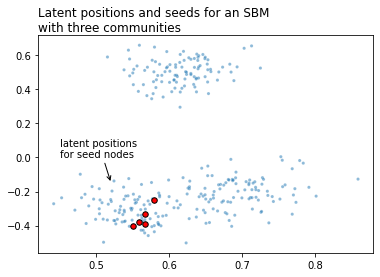 Latent positions and seeds for an SBM
with three communities
0.6
0.4
0.2
0.0
−0.2
−0.4
latent positions
for seed nodes
0.5 0.6 0.7 0.8